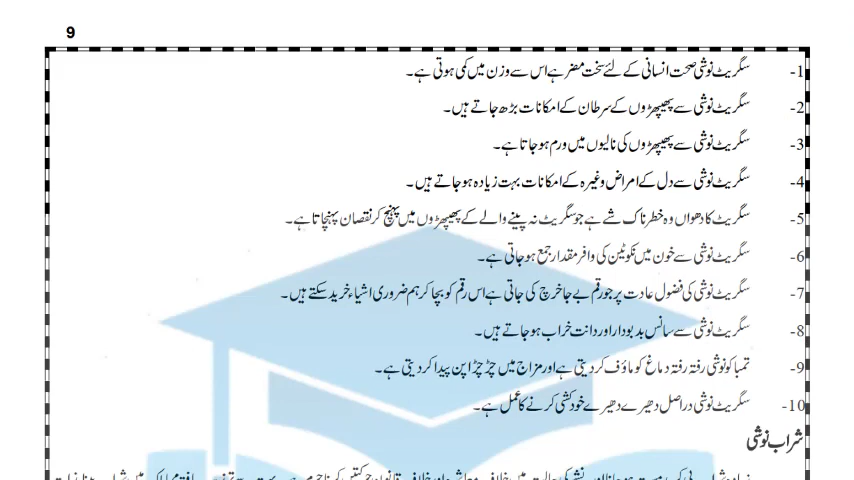 9
1- سگریٹ نوشی صحت انسانی کے لئے سخت مضر ہے اس سے وزن میں کمی ہوتی ہے۔
2- سگریٹ نوشی سے پھیپھڑوں کے سرطان کے امکانات بڑھ جاتے ہیں۔
3- سگریٹ نوشی سے پھیپھڑوں کی نالیوں میں ورم ہو جاتا ہے۔
4- سگریٹ نوشی سے دل کے امراض وغیرہ کے امکانات بہت زیادہ ہو جاتے ہیں۔
5- سگریٹ کا دھواں وہ خطرناک شے ہے جو سگریٹ نہ پینے والے کے پھیپھڑوں میں پہنچ کر نقصان پہنچاتا ہے۔
6- سگریٹ نوشی سے خون میں نکوٹین کی وافر مقدار جمع ہو جاتی ہے۔
7- سگریٹ نوشی کی فضول عادت پر جو رقم بے جا خرچ کی جاتی ہے اس رقم کو بچا کر ہم ضروری اشیاء خرید سکتے ہیں۔
8- سگریٹ نوشی سے سانس بدبودار اور دانت خراب ہو جاتے ہیں۔
9- تمباکو نوشی رفتہ رفتہ دماغ کو ماؤف کر دیتی ہے اور مزاج میں چڑچڑا پن پیدا کر دیتی ہے۔
10- سگریٹ نوشی دراصل دھیرے دھیرے خودکشی کرنے کا عمل ہے۔
شراب نوشی